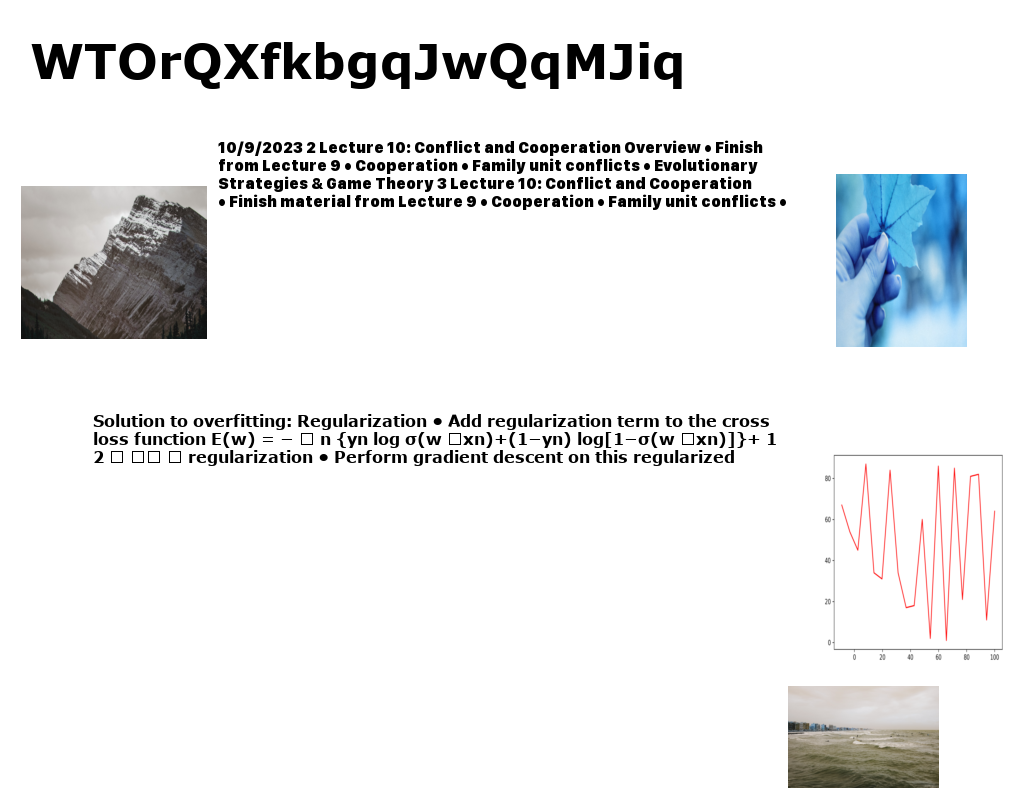 WTOrQXfkbgqJwQqMJiq
10/9/2023 2 Lecture 10: Conflict and Cooperation Overview • Finish
from Lecture 9 • Cooperation • Family unit conflicts • Evolutionary
Strategies & Game Theory 3 Lecture 10: Conflict and Cooperation
• Finish material from Lecture 9 • Cooperation • Family unit conflicts •
Solution to overfitting: Regularization • Add regularization term to the cross
loss function E(w) = − □ n {yn log σ(w □xn)+(1−yn) log[1−σ(w □xn)]}+ 1
2 □ □□ □ regularization • Perform gradient descent on this regularized
80
60
40
20
0
0 20 40 60 80 100